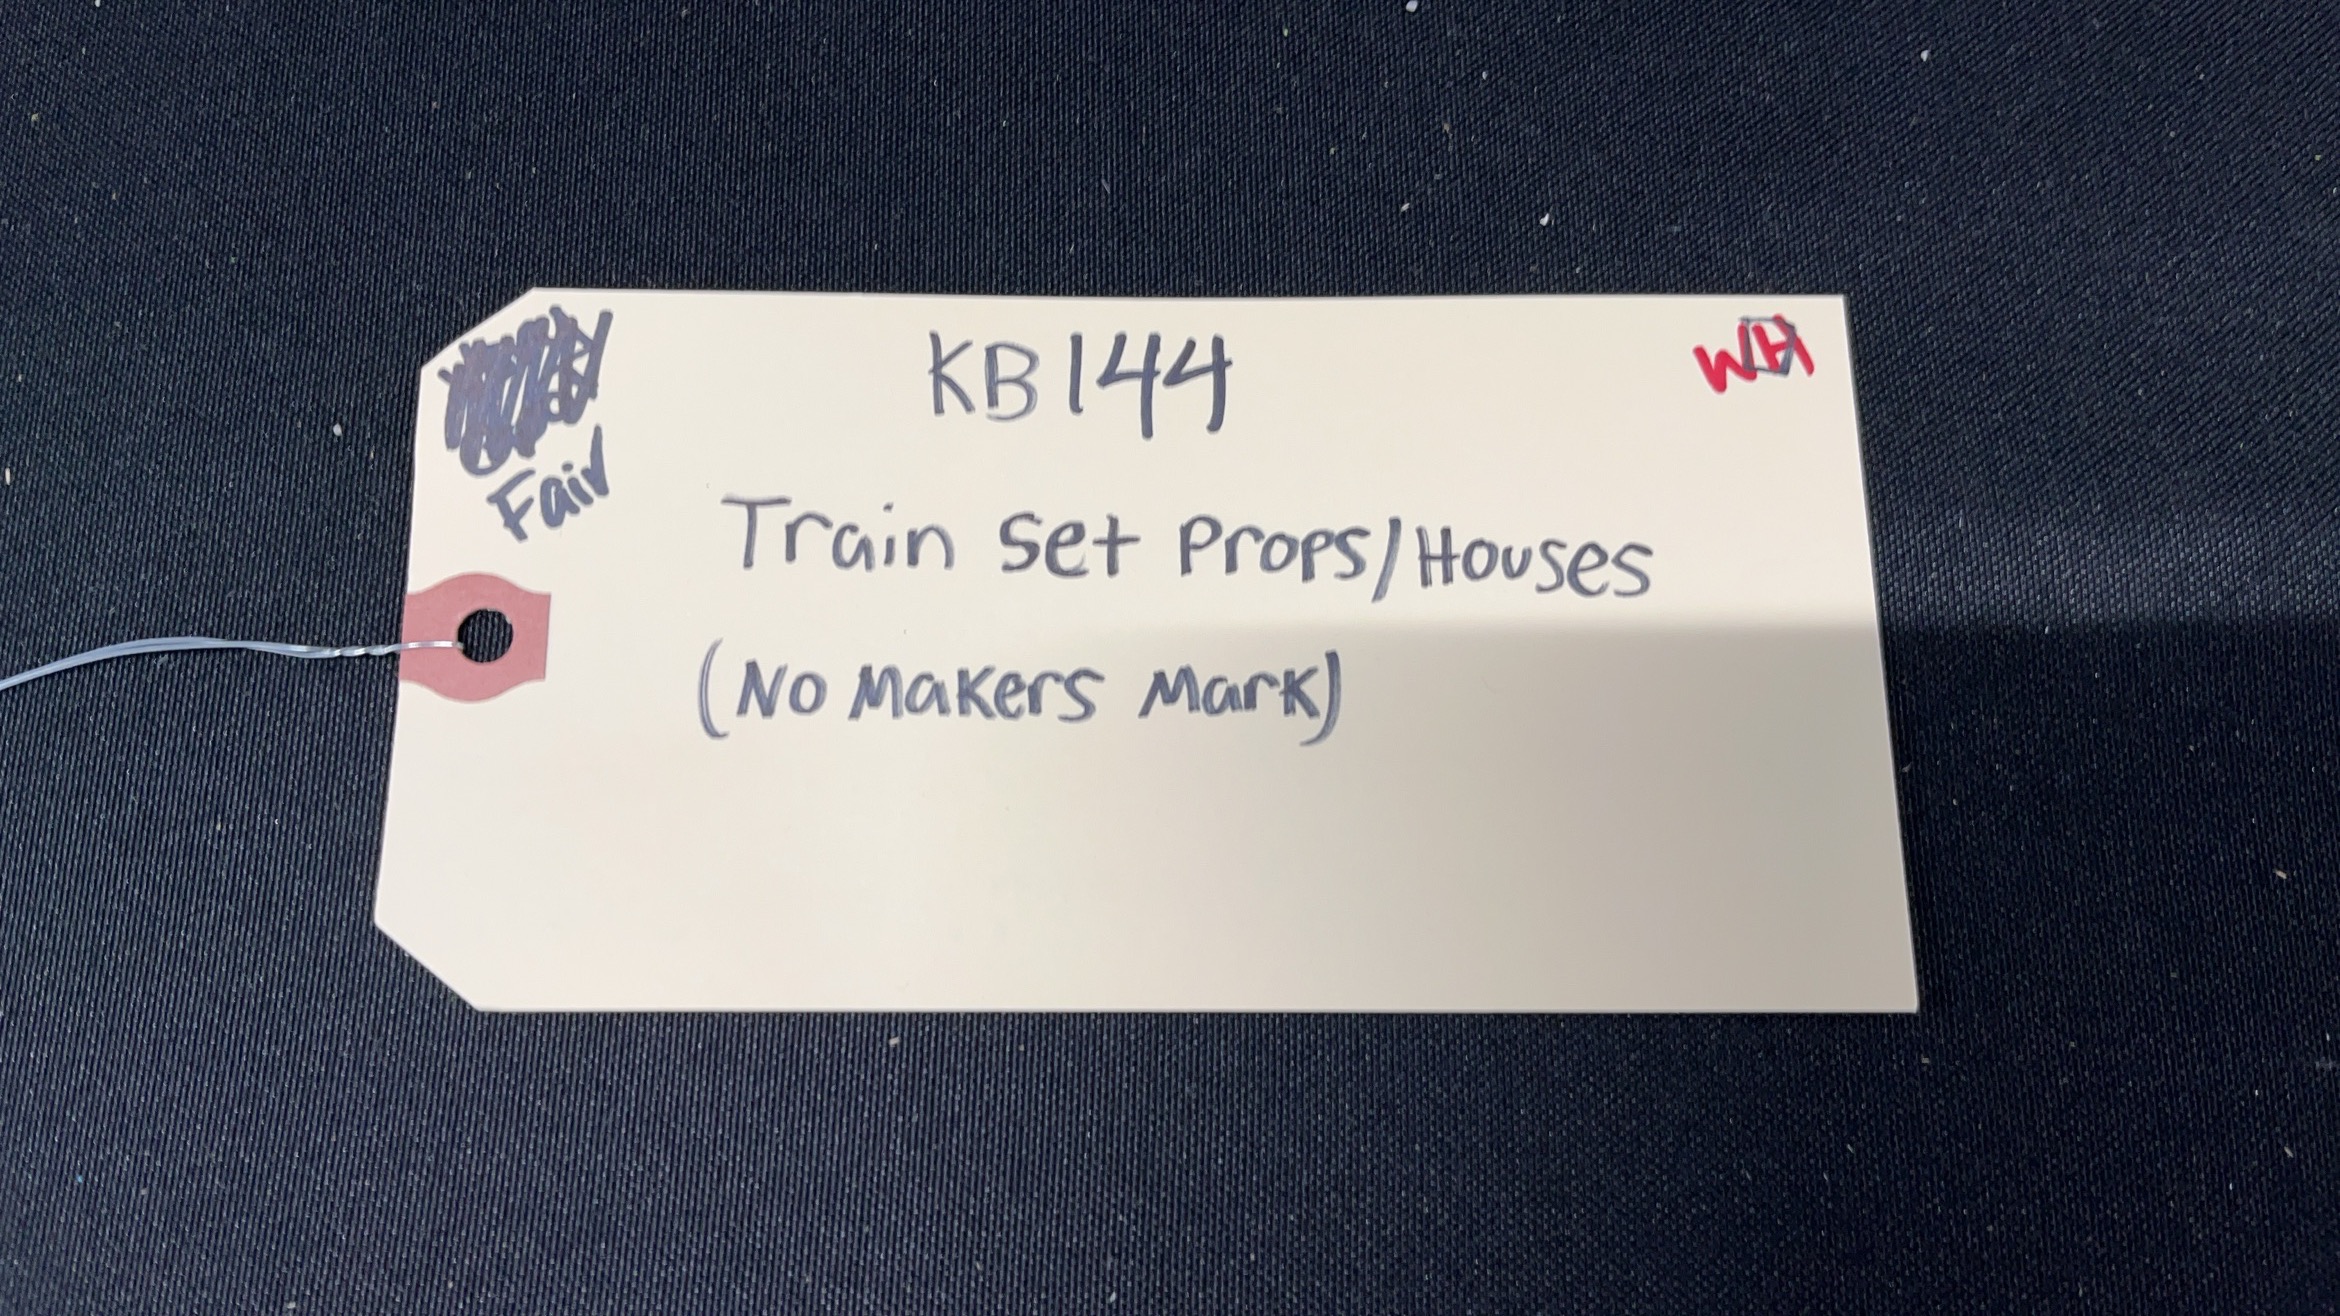 KB144
WH
Fair
Train Set Props/Houses
(No Makers Mark)